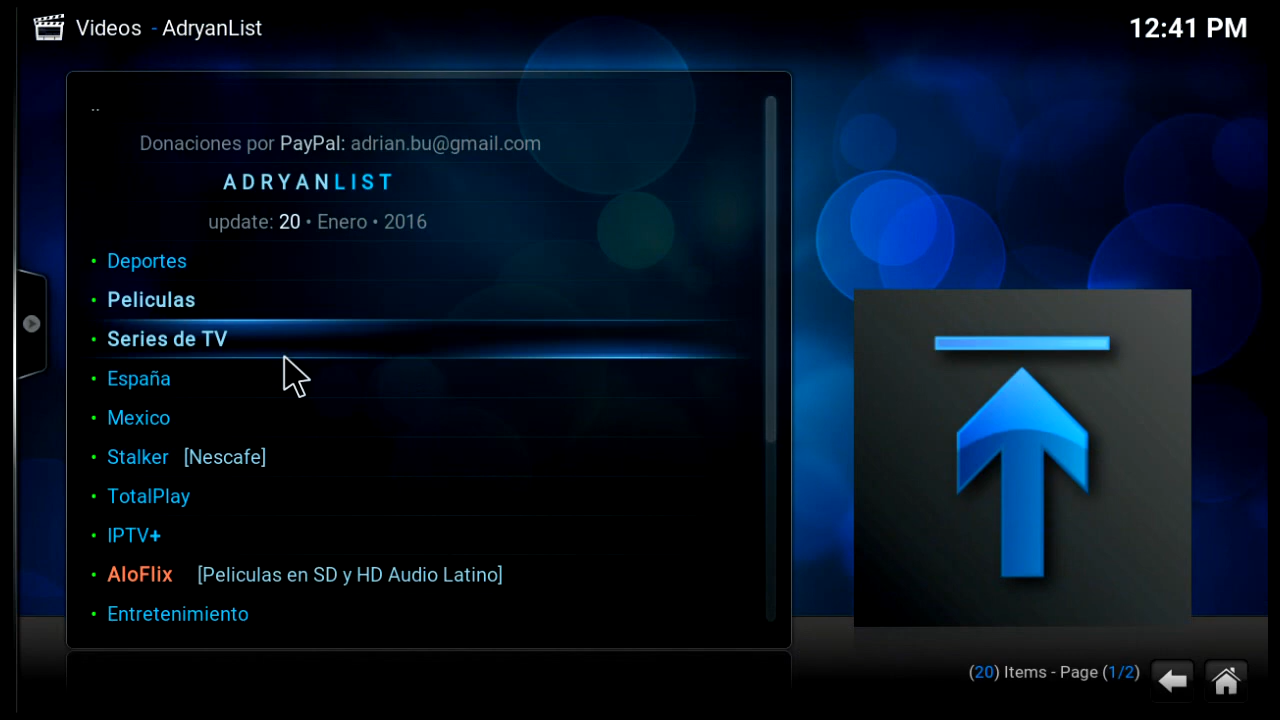 Videos - AdryanList
12:41 PM
..
Donaciones por PayPal: adrian.bu@gmail.com
ADRYANLIST
update: 20 • Enero • 2016
• Deportes
• Peliculas
• Series de TV
• España
• Mexico
• Stalker [Nescafe]
• TotalPlay
• IPTV+
• AloFlix [Peliculas en SD y HD Audio Latino]
• Entretenimiento
(20) Items - Page (1/2)